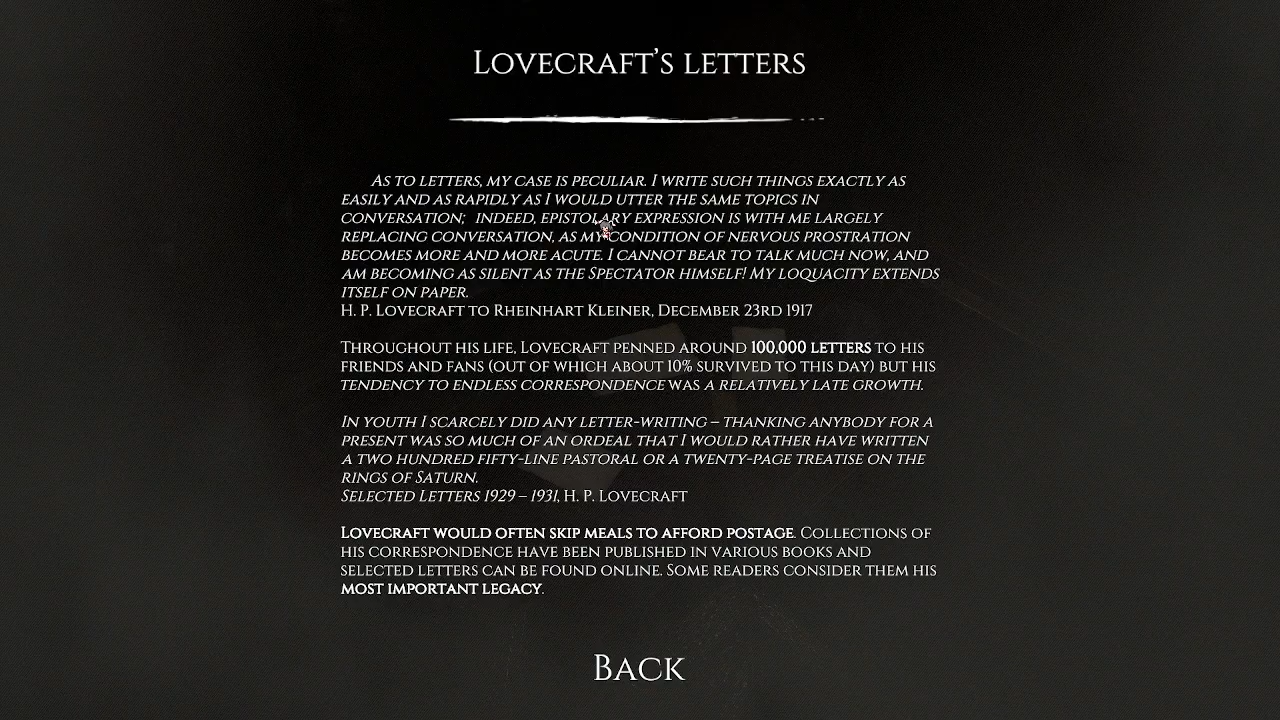 Lovecraft's letters
As to letters, my case is peculiar. I write such things exactly as
easily and as rapidly as I would utter the same topics in
conversation; indeed, epistolary expression is with me largely
replacing conversation, as my condition of nervous prostration
becomes more and more acute. I cannot bear to talk much now, and
am becoming as silent as the Spectator himself! My loquacity extends
itself on paper.
H. P. Lovecraft to Rheinhart Kleiner, December 23rd 1917
Throughout his life, Lovecraft penned around 100,000 letters to his
friends and fans (out of which about 10% survived to this day) but his
tendency to endless correspondence was a relatively late growth.
In youth I scarcely did any letter-writing – thanking anybody for a
present was so much of an ordeal that I would rather have written
a two hundred fifty-line pastoral or a twenty-page treatise on the
rings of Saturn.
Selected Letters 1929 – 1931, H. P. Lovecraft
Lovecraft would often skip meals to afford postage. Collections of
his correspondence have been published in various books and
selected letters can be found online. Some readers consider them his
most important legacy.
Back